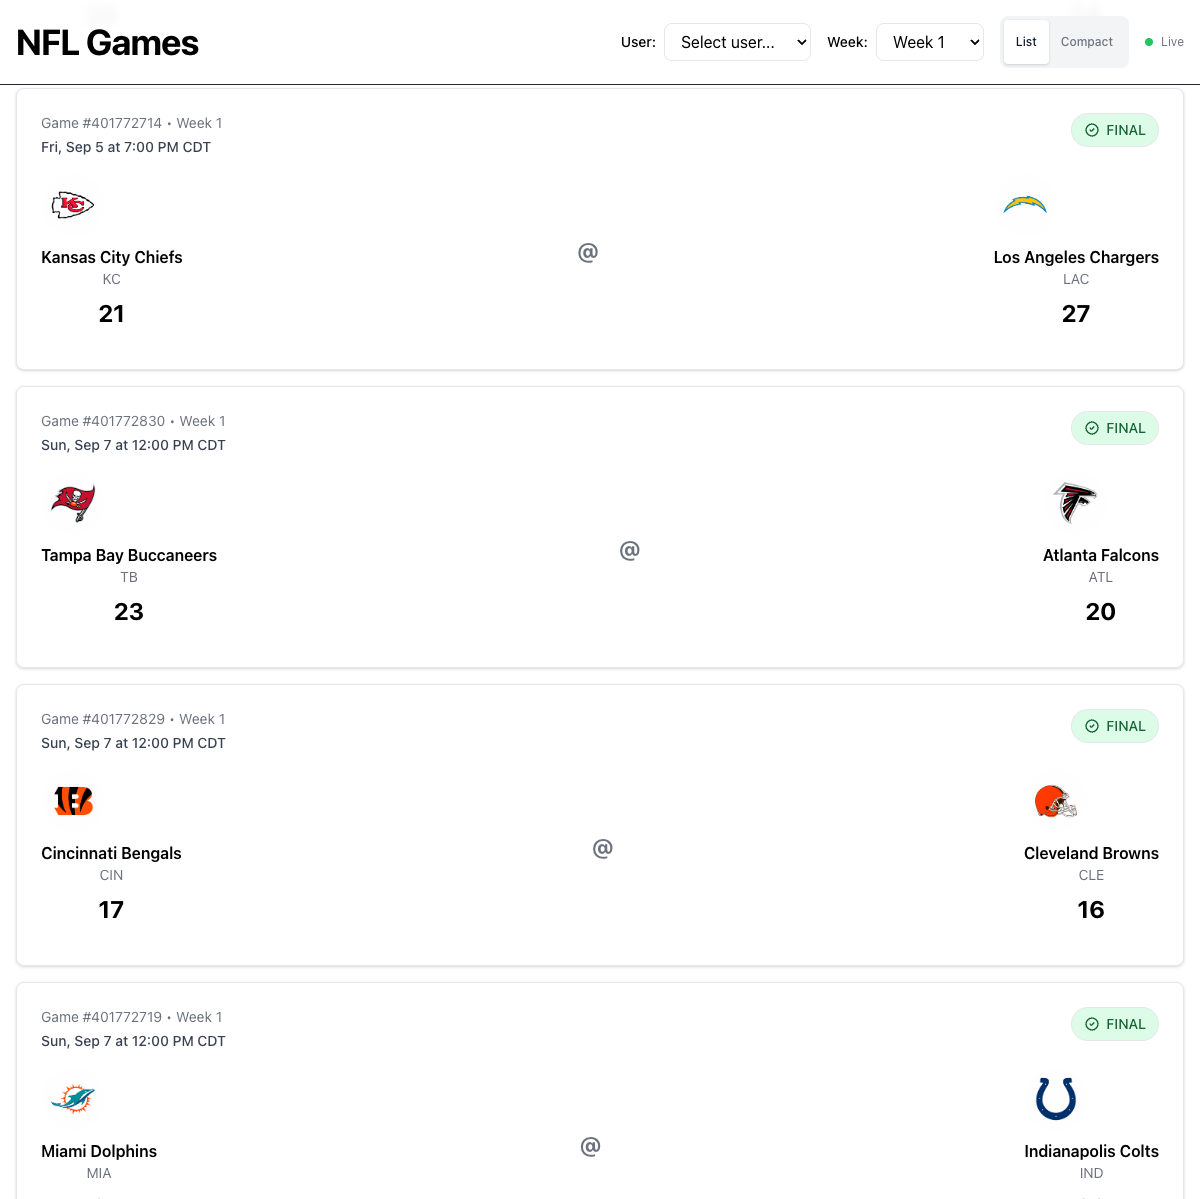 NFL Games
User: Select user... Week: Week 1 List Compact Live
Game #401772714 • Week 1
FINAL
Fri, Sep 5 at 7:00 PM CDT
KC
Kansas City Chiefs @ Los Angeles Chargers
KC LAC
21 27
Game #401772830 • Week 1
FINAL
Sun, Sep 7 at 12:00 PM CDT
Tampa Bay Buccaneers @ Atlanta Falcons
TB ATL
23 20
Game #401772829 • Week 1
FINAL
Sun, Sep 7 at 12:00 PM CDT
Cincinnati Bengals @ Cleveland Browns
CIN CLE
17 16
Game #401772719 • Week 1
FINAL
Sun, Sep 7 at 12:00 PM CDT
Miami Dolphins @ Indianapolis Colts
MIA IND